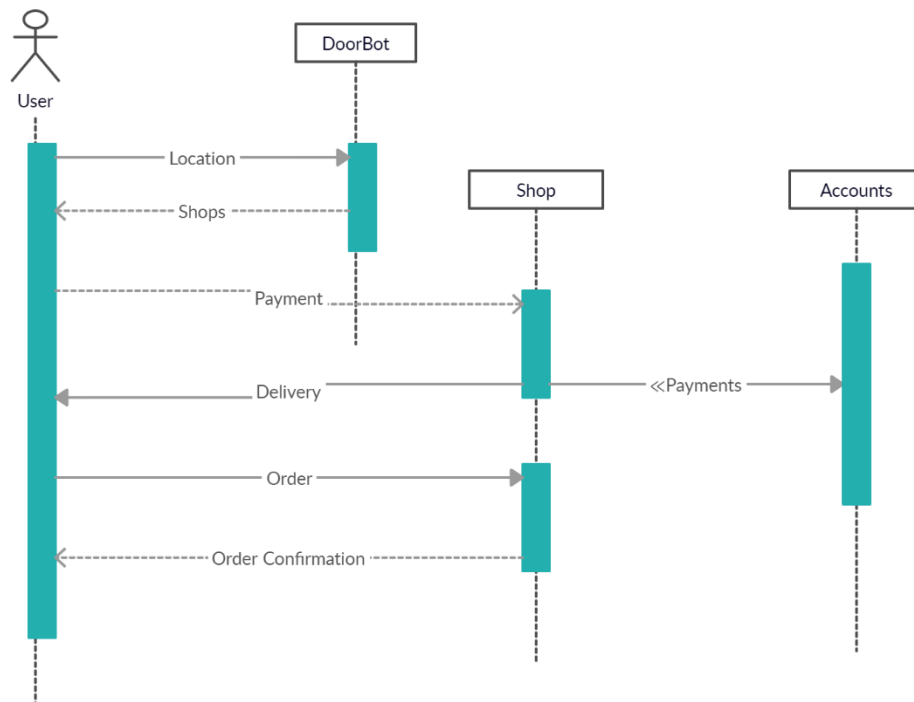 DoorBot
User
Location
Shop
Accounts
Shops
Payment
Delivery
≪Payments
Order
Order Confirmation